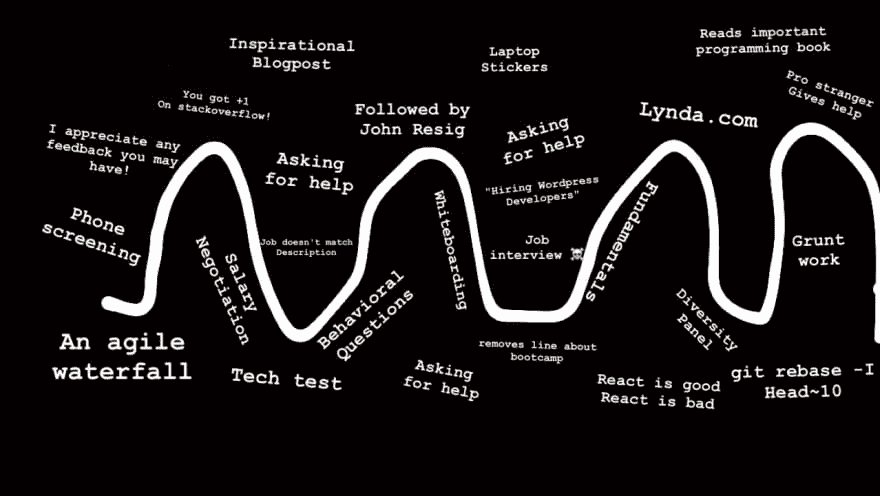 Inspirational
Blogpost
Laptop
Stickers
Reads important
programming book
You got +1
On stackoverflow!
Followed by
John Resig
Pro stranger
Gives help
Lynda.com
I appreciate any
feedback you may
have!
Asking
for help
Asking
for help
"Hiring Wordpress
Developers"
Phone
screening
Salary
Negotiation
Job doesn't match
Description
Whiteboarding
Job
interview ☠
Fundamentals
Grunt
work
Behavioral
Questions
Diversity
Panel
An agile
waterfall
Tech test
Asking
for help
removes line about
bootcamp
React is good
React is bad
git rebase -I
Head~10